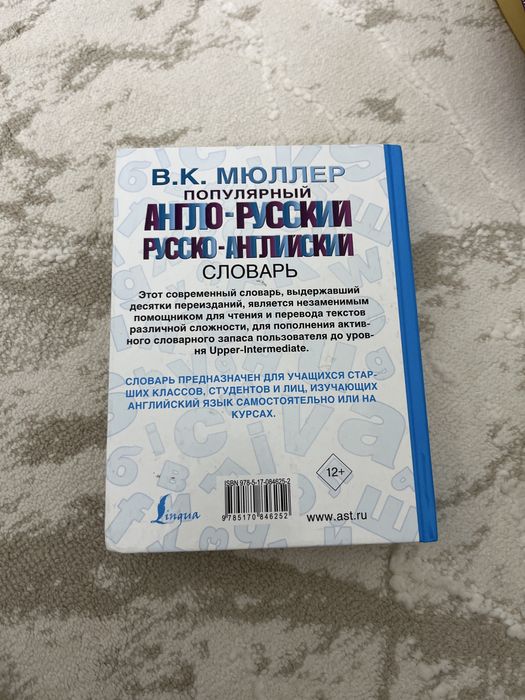 В.К. МЮЛЛЕР
ПОПУЛЯРНЫЙ
АНГЛО-РУССКИЙ
РУССКО-АНГЛИЙСКИЙ
СЛОВАРЬ
Этот современный словарь, выдержавший
десятки переизданий, является незаменимым
помощником для чтения и перевода текстов
различной сложности, для пополнения актив-
ного словарного запаса пользователя до уров-
ня Upper-Intermediate.
СЛОВАРЬ ПРЕДНАЗНАЧЕН ДЛЯ УЧАЩИХСЯ СТАР-
ШИХ КЛАССОВ, СТУДЕНТОВ И ЛИЦ, ИЗУЧАЮЩИХ
АНГЛИЙСКИЙ ЯЗЫК САМОСТОЯТЕЛЬНО ИЛИ НА
КУРСАХ.
Lingua
ISBN 978-5-17-084625-2
9785170846252
12+
www.ast.ru